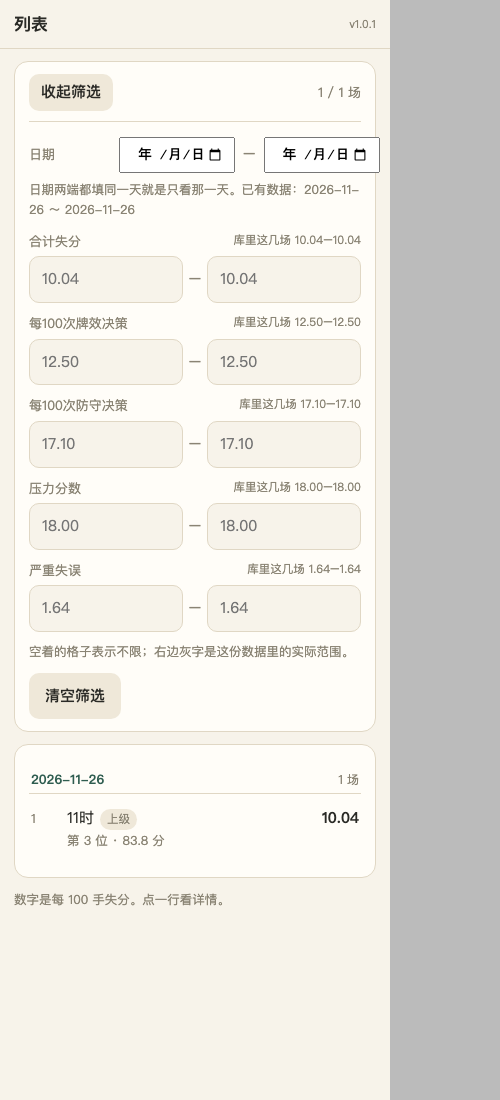 列表
v1.0.1
收起筛选
1 / 1 场
日期
年 /月/日 — 年 /月/日
日期两端都填同一天就是只看那一天。已有数据：2026–11–
26 ～ 2026–11–26
合计失分
库里这几场 10.04—10.04
10.04 — 10.04
每100次牌效决策
库里这几场 12.50—12.50
12.50 — 12.50
每100次防守决策
库里这几场 17.10—17.10
17.10 — 17.10
压力分数
库里这几场 18.00—18.00
18.00 — 18.00
严重失误
库里这几场 1.64—1.64
1.64 — 1.64
空着的格子表示不限；右边灰字是这份数据里的实际范围。
清空筛选
2026–11–26
1 场
1 11时 上级 10.04
第 3 位 · 83.8 分
数字是每 100 手失分。点一行看详情。